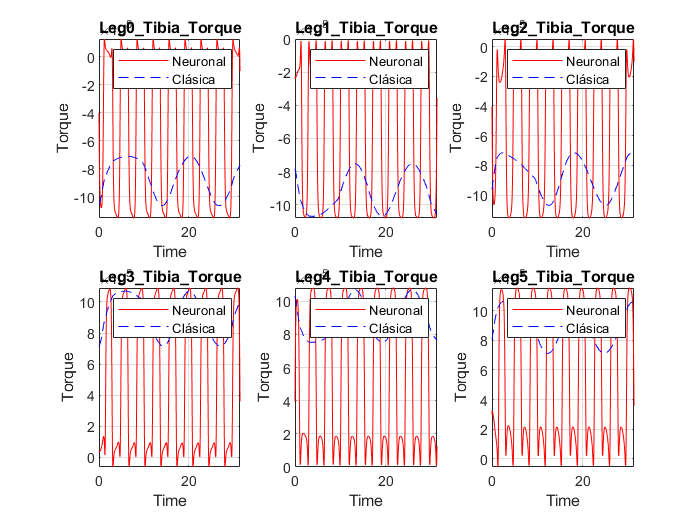 Leg0_Tibia_Torque
Leg1_Tibia_Torque
Leg2_Tibia_Torque
Neuronal
Clásica
Neuronal
Clásica
Neuronal
Clásica
0
-2
-4
-6
-8
-10
Torque
0
20
Time
0
-2
-4
-6
-8
-10
Torque
0
20
Time
0
-2
-4
-6
-8
-10
Torque
0
20
Time
Leg3_Tibia_Torque
Leg4_Tibia_Torque
Leg5_Tibia_Torque
Neuronal
Clásica
Neuronal
Clásica
Neuronal
Clásica
10
8
6
4
2
0
Torque
0
20
Time
10
8
6
4
2
0
Torque
0
20
Time
10
8
6
4
2
0
Torque
0
20
Time